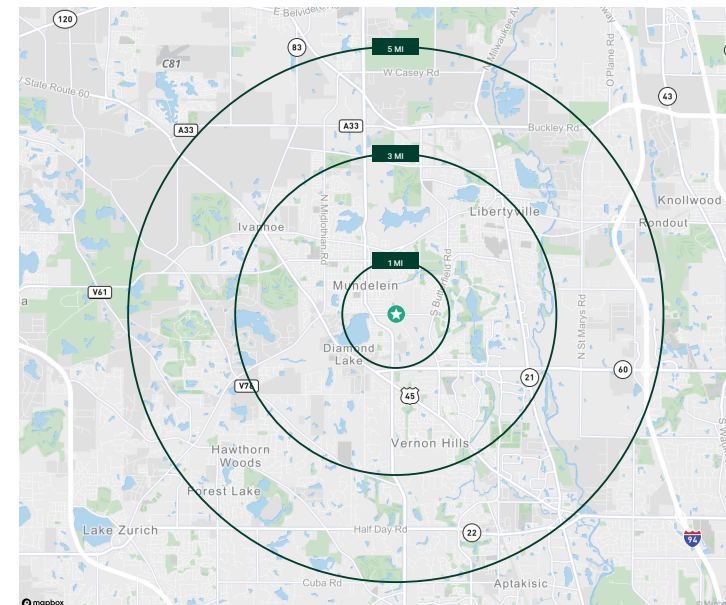 120
E Belvidere
83
5 MI
N Milwaukee Av
C81
W Casey Rd
O Plaine Rd
State Route 60
43
A33
A33
Buckley Rd
3 MI
Knollwood
N Midlothian Rd
Libertyville
Rondout
Ivanhoe
S Butterfield Rd
1 MI
Mundelein
V61
a
N St Marys Rd
Diamond
Lake
60
21
V76
45
Vernon Hills
Hawthorn
Woods
Forest Lake
Lake Zurich
Half Day Rd
22
94
Cuba Rd
Aptakisic
mapbox